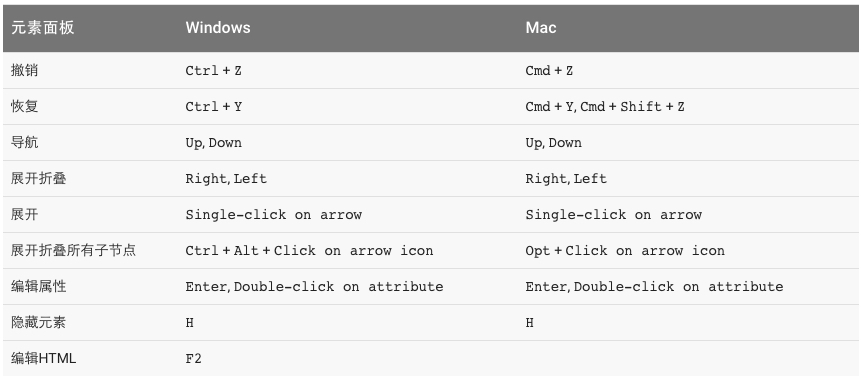 元素面板 Windows Mac
撤销 Ctrl + Z Cmd + Z
恢复 Ctrl + Y Cmd + Y, Cmd + Shift + Z
导航 Up, Down Up, Down
展开折叠 Right, Left Right, Left
展开 Single-click on arrow Single-click on arrow
展开折叠所有子节点 Ctrl + Alt + Click on arrow icon Opt + Click on arrow icon
编辑属性 Enter, Double-click on attribute Enter, Double-click on attribute
隐藏元素 H H
编辑HTML F2